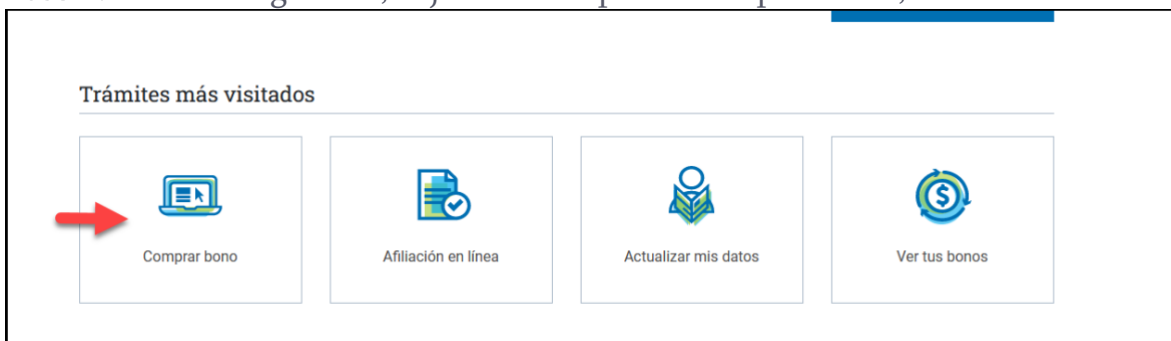 Trámites más visitados
Comprar bono
Afiliación en línea
Actualizar mis datos
Ver tus bonos